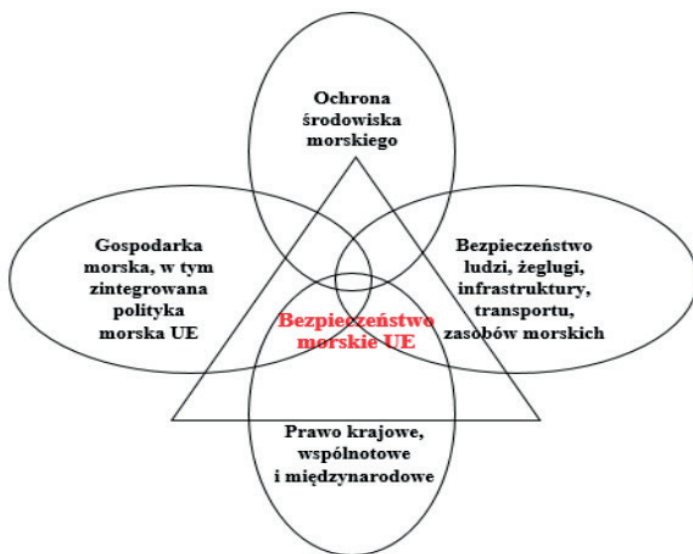 Ochrona
środowiska
morskiego
Gospodarka
morska, w tym
zintegrowana
polityka
morska UE
Bezpieczeństwo
ludzi, żeglugi,
infrastruktury,
transportu,
zasobów morskich
Bezpieczeństwo
morskie UE
Prawo krajowe,
wspólnotowe
i międzynarodowe